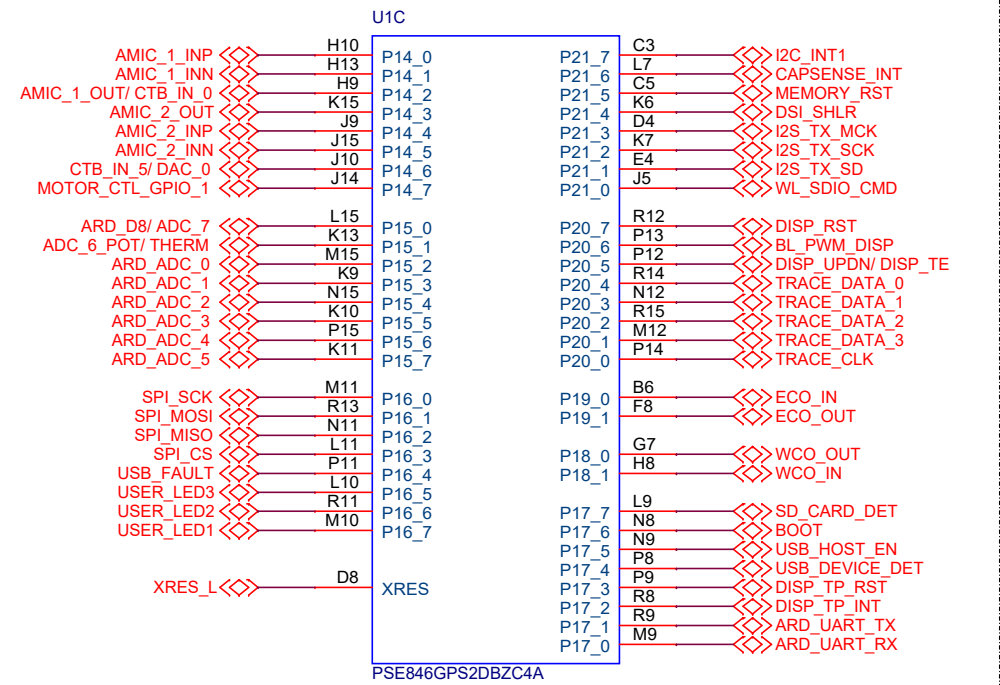 U1C
AMIC_1_INP H10 P14_0 P21_7 C3 I2C_INT1
AMIC_1_INN H13 P14_1 P21_6 L7 CAPSENSE_INT
AMIC_1_OUT/ CTB_IN_0 H9 P14_2 P21_5 C5 MEMORY_RST
AMIC_2_OUT K15 P14_3 P21_4 K6 DSI_SHLR
AMIC_2_INP J9 P14_4 P21_3 D4 I2S_TX_MCK
AMIC_2_INN J15 P14_5 P21_2 K7 I2S_TX_SCK
CTB_IN_5/ DAC_0 J10 P14_6 P21_1 E4 I2S_TX_SD
MOTOR_CTL_GPIO_1 J14 P14_7 P21_0 J5 WL_SDIO_CMD
ARD_D8/ ADC_7 L15 P15_0 P20_7 R12 DISP_RST
ADC_6_POT/ THERM K13 P15_1 P20_6 P13 BL_PWM_DISP
ARD_ADC_0 M15 P15_2 P20_5 P12 DISP_UPDN/ DISP_TE
ARD_ADC_1 K9 P15_3 P20_4 R14 TRACE_DATA_0
ARD_ADC_2 N15 P15_4 P20_3 N12 TRACE_DATA_1
ARD_ADC_3 K10 P15_5 P20_2 R15 TRACE_DATA_2
ARD_ADC_4 P15 P15_6 P20_1 M12 TRACE_DATA_3
ARD_ADC_5 K11 P15_7 P20_0 P14 TRACE_CLK
SPI_SCK M11 P16_0 P19_0 B6 ECO_IN
SPI_MOSI R13 P16_1 P19_1 F8 ECO_OUT
SPI_MISO N11 P16_2
SPI_CS L11 P16_3 P18_0 G7 WCO_OUT
USB_FAULT P11 P16_4 P18_1 H8 WCO_IN
USER_LED3 L10 P16_5
USER_LED2 R11 P16_6 P17_7 L9 SD_CARD_DET
USER_LED1 M10 P16_7 P17_6 N8 BOOT
P17_5 N9 USB_HOST_EN
P17_4 P8 USB_DEVICE_DET
XRES_L D8 XRES P17_3 P9 DISP_TP_RST
P17_2 R8 DISP_TP_INT
P17_1 R9 ARD_UART_TX
P17_0 M9 ARD_UART_RX
PSE846GPS2DBZC4A